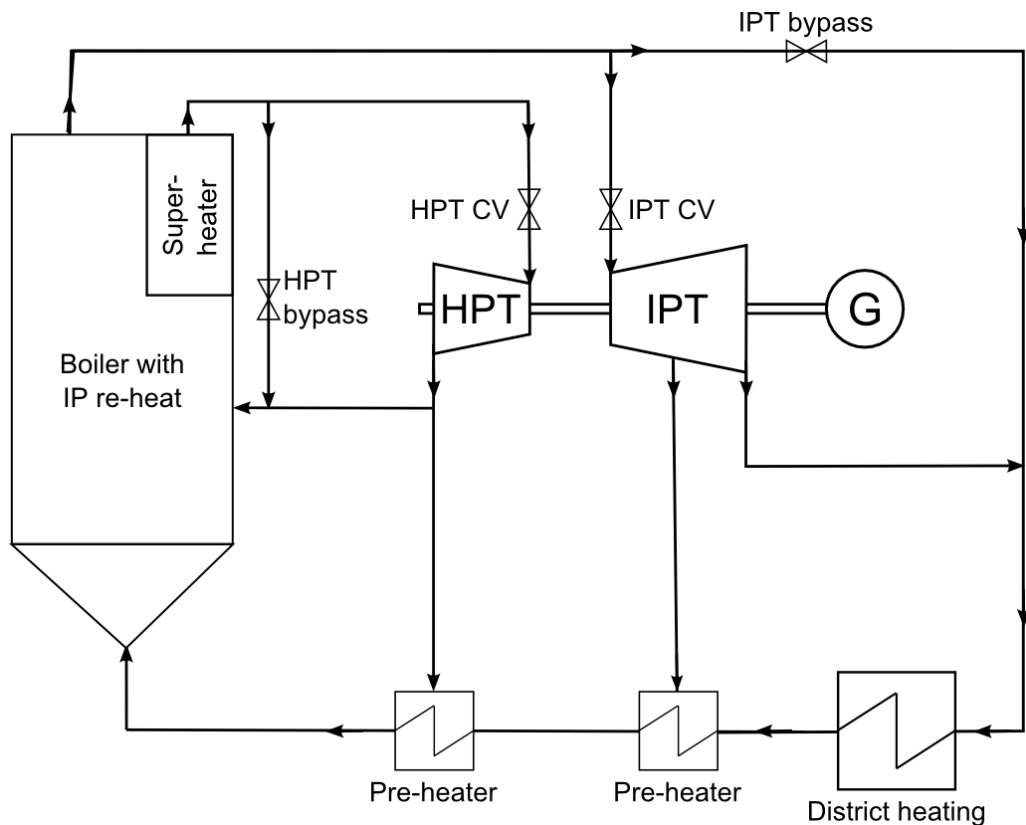 IPT bypass
Super-
heater
HPT CV
IPT CV
HPT
bypass
HPT
IPT
G
Boiler with
IP re-heat
Pre-heater
Pre-heater
District heating